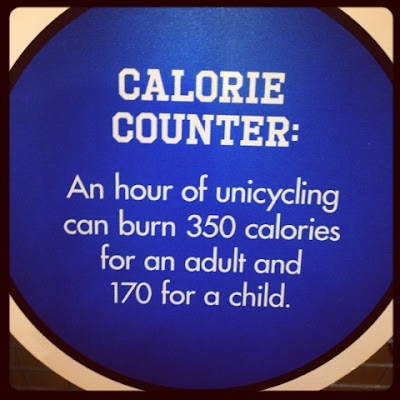 CALORIE
COUNTER:
An hour of unicycling
can burn 350 calories
for an adult and
170 for a child.